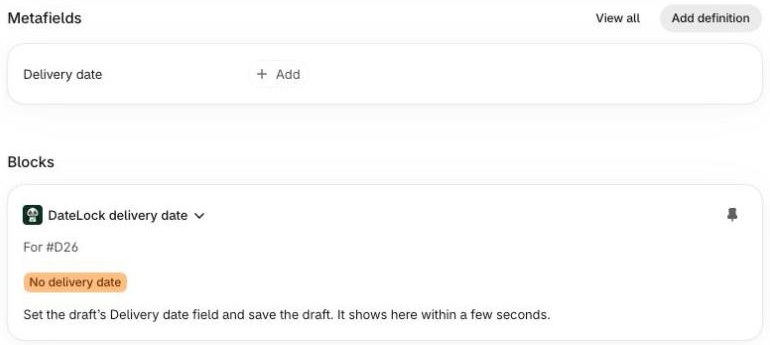 Metafields
View all
Add definition
Delivery date
+ Add
Blocks
DateLock delivery date
For #D26
No delivery date
Set the draft's Delivery date field and save the draft. It shows here within a few seconds.